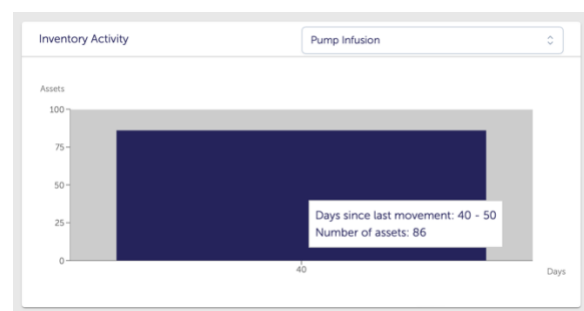 Inventory Activity
Pump Infusion
Assets
100
75
50
25
0
Days since last movement: 40 - 50
Number of assets: 86
40
Days